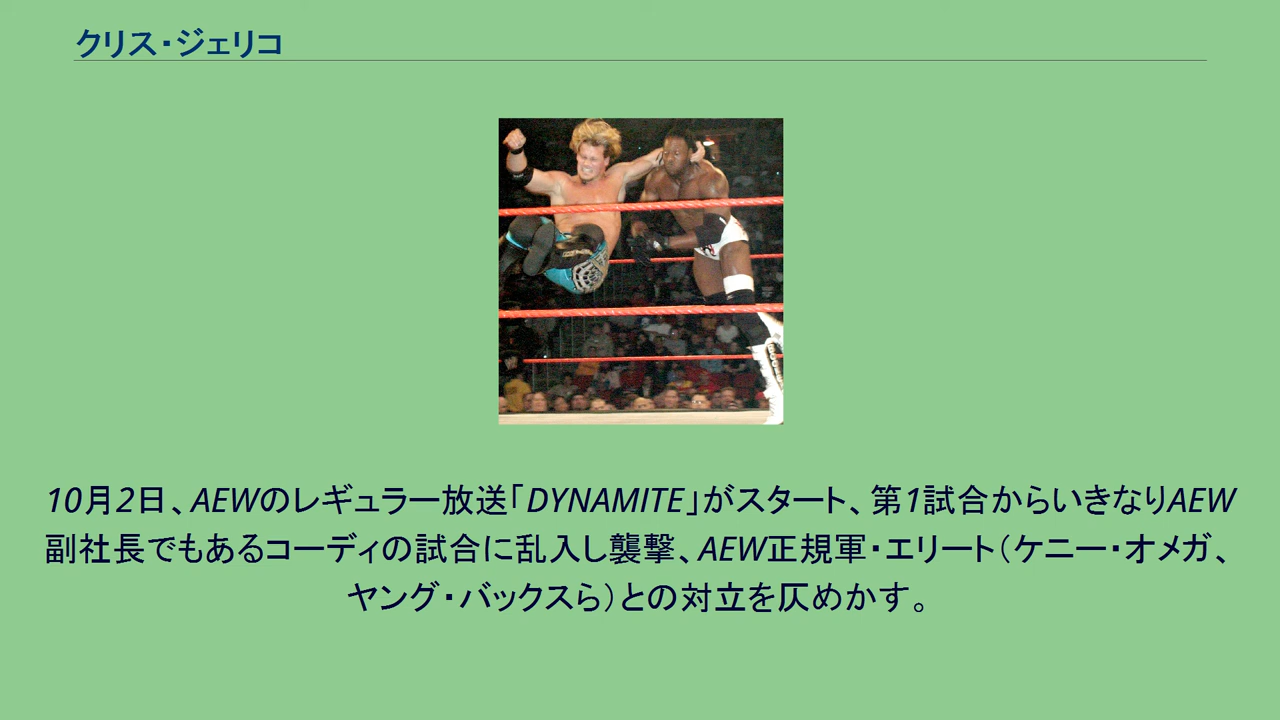 クリス・ジェリコ
10月2日、AEWのレギュラー放送「DYNAMITE」がスタート、第1試合からいきなりAEW
副社長でもあるコーディの試合に乱入し襲撃、AEW正規軍・エリート（ケニー・オメガ、
ヤング・バックスら）との対立を仄めかす。